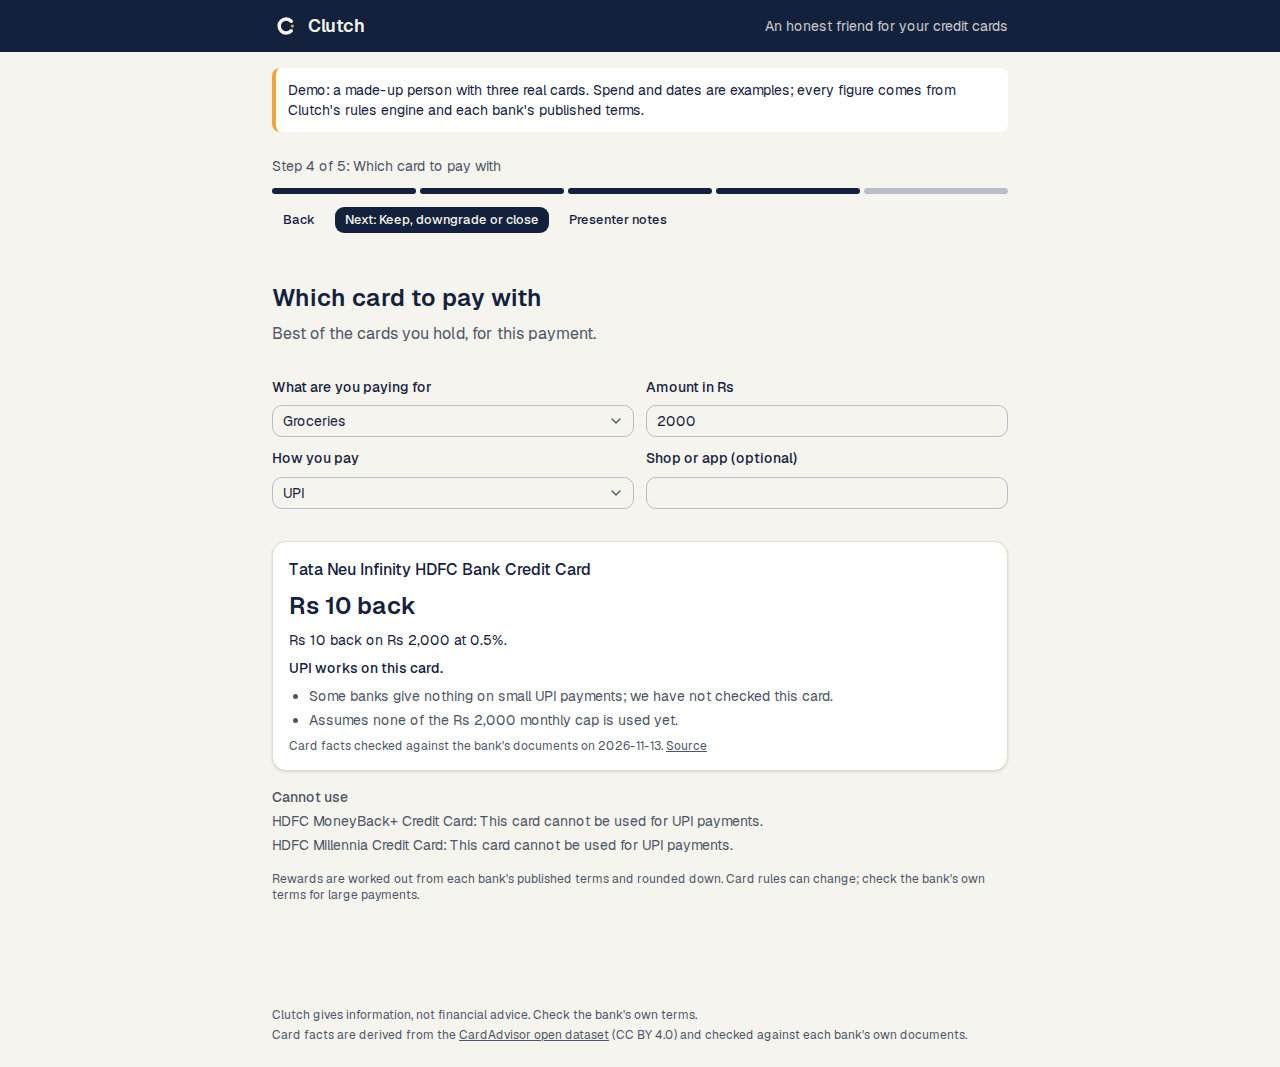 Clutch
An honest friend for your credit cards
Demo: a made-up person with three real cards. Spend and dates are examples; every figure comes from
Clutch's rules engine and each bank's published terms.
Step 4 of 5: Which card to pay with
Back
Next: Keep, downgrade or close
Presenter notes
Which card to pay with
Best of the cards you hold, for this payment.
What are you paying for
Amount in Rs
Groceries
2000
How you pay
Shop or app (optional)
UPI
Tata Neu Infinity HDFC Bank Credit Card
Rs 10 back
Rs 10 back on Rs 2,000 at 0.5%.
UPI works on this card.
• Some banks give nothing on small UPI payments; we have not checked this card.
• Assumes none of the Rs 2,000 monthly cap is used yet.
Card facts checked against the bank's documents on 2026-11-13. Source
Cannot use
HDFC MoneyBack+ Credit Card: This card cannot be used for UPI payments.
HDFC Millennia Credit Card: This card cannot be used for UPI payments.
Rewards are worked out from each bank's published terms and rounded down. Card rules can change; check the bank's own
terms for large payments.
Clutch gives information, not financial advice. Check the bank's own terms.
Card facts are derived from the CardAdvisor open dataset (CC BY 4.0) and checked against each bank's own documents.